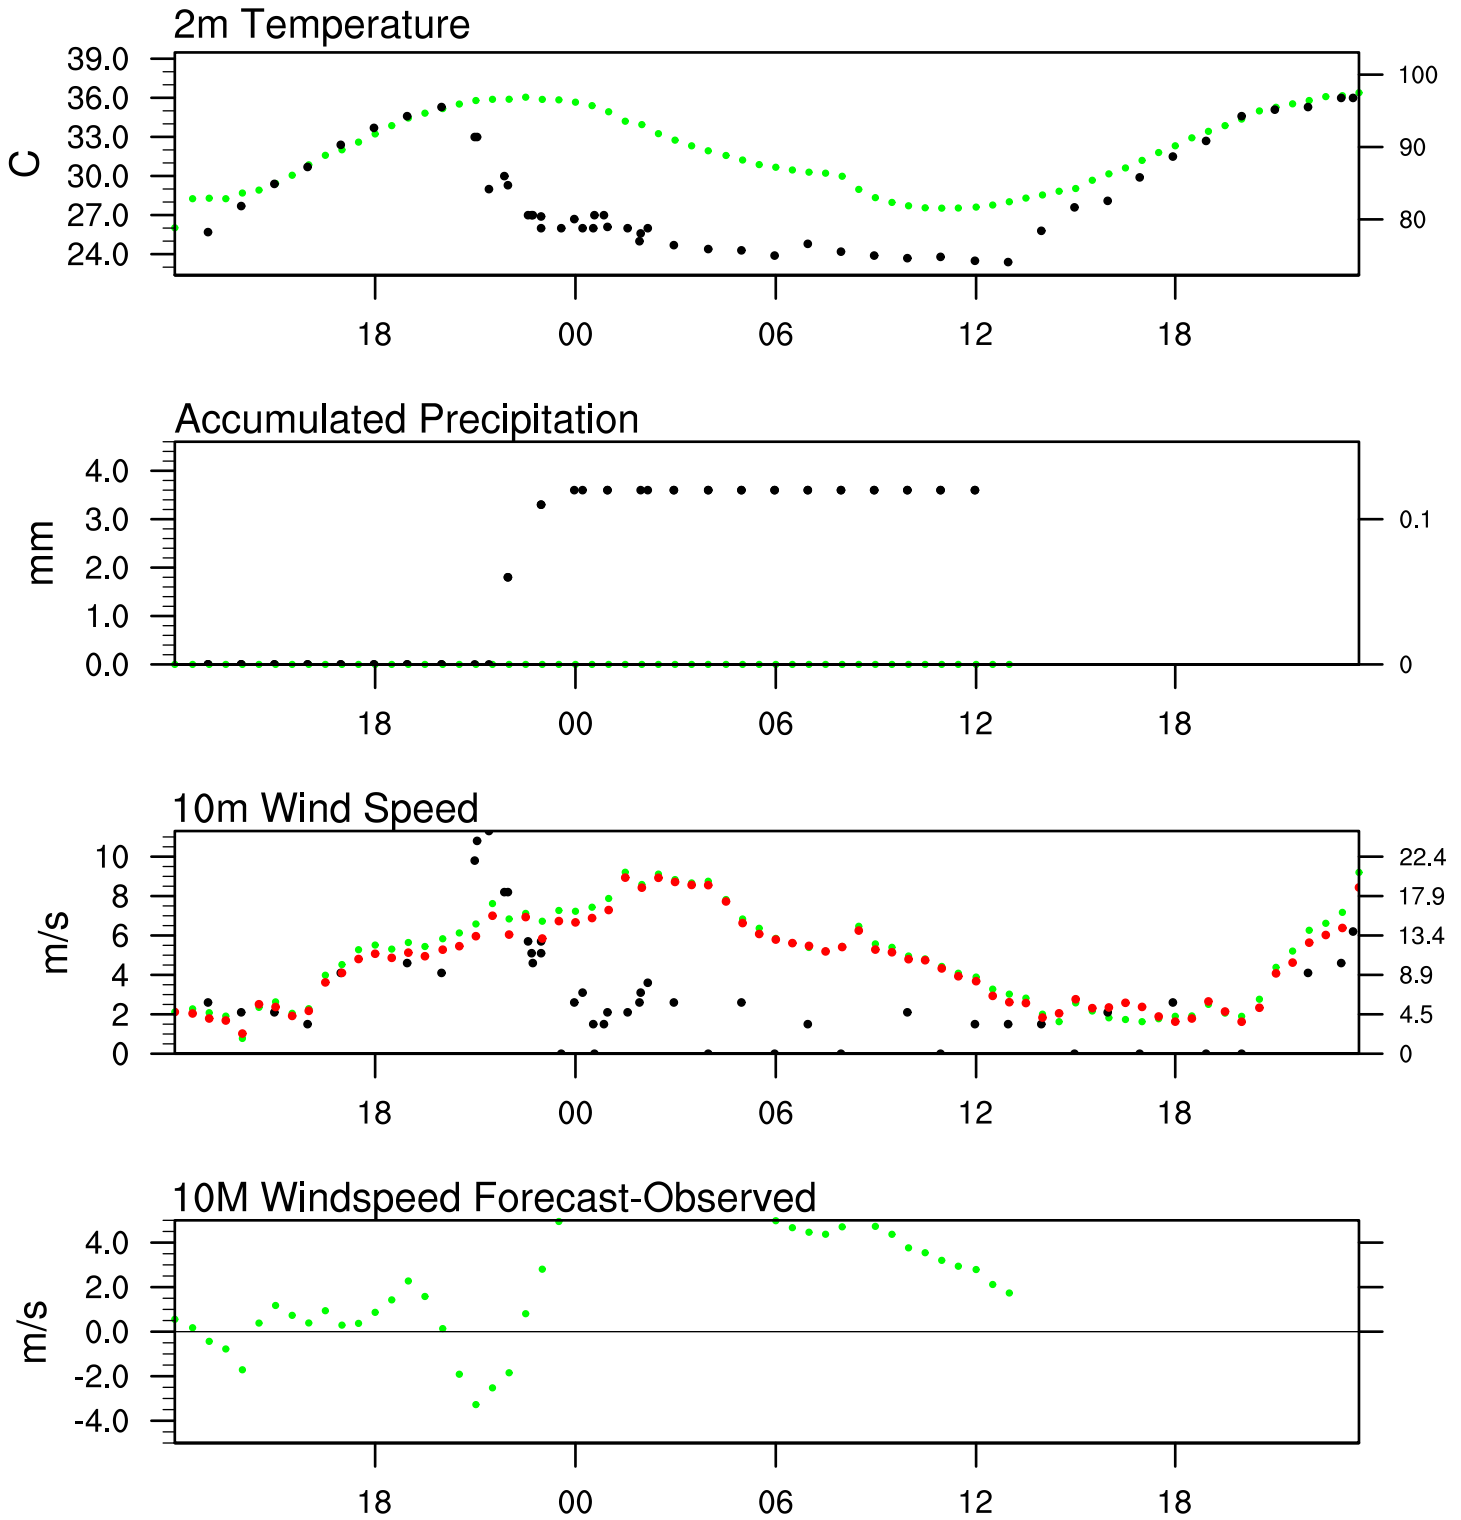 2m Temperature
39.0
36.0
33.0
30.0
27.0
24.0
C
100
90
80
18 00 06 12 18
Accumulated Precipitation
4.0
3.0
2.0
1.0
0.0
mm
0.1
0
18 00 06 12 18
10m Wind Speed
10
8
6
4
2
0
m/s
22.4
17.9
13.4
8.9
4.5
0
18 00 06 12 18
10M Windspeed Forecast-Observed
4.0
2.0
0.0
-2.0
-4.0
m/s
18 00 06 12 18